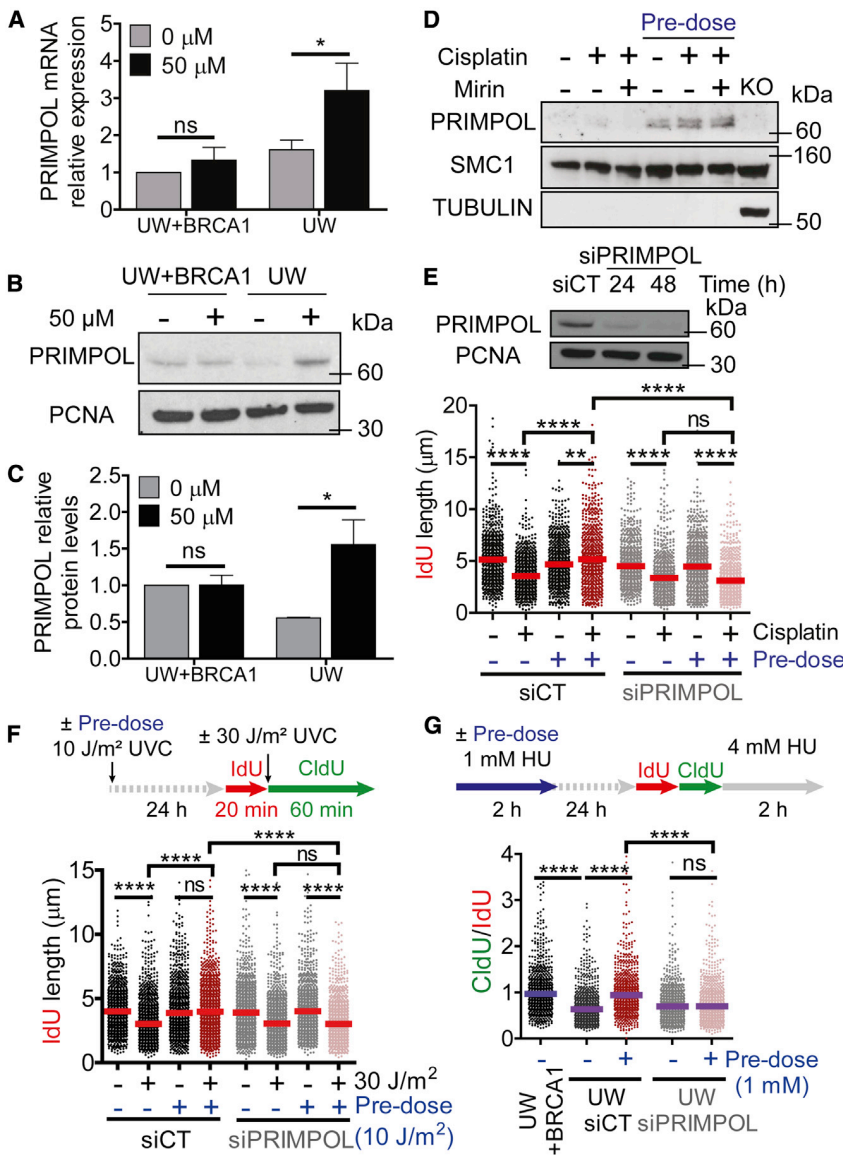 A
PRIMPOL mRNA
relative expression
5
4
3
2
1
0
0 µM
50 µM
ns
*
UW+BRCA1
UW
B
UW+BRCA1 UW
50 µM - + - + kDa
PRIMPOL
60
PCNA
30
C
PRIMPOL relative
protein levels
2.5
2.0
1.5
1.0
0.5
0.0
0 µM
50 µM
ns
*
UW+BRCA1
UW
D
Pre-dose
Cisplatin - + + - + +
Mirin - - + - - + KO
kDa
PRIMPOL
60
SMC1
160
TUBULIN
50
E
siPRIMPOL
siCT 24 48 Time (h)
kDa
PRIMPOL
60
PCNA
30
IdU length (µm)
20
15
10
5
0
****
**** ns
**** ** **** ****
- + - + - + - + Cisplatin
- - + + - - + + Pre-dose
siCT siPRIMPOL
F
± Pre-dose
10 J/m² UVC
± 30 J/m² UVC
IdU CldU
24 h 20 min 60 min
IdU length (µm)
15
10
5
0
****
**** ns
**** ns **** ****
- + - + - + - + 30 J/m²
- - + + - - + + Pre-dose
siCT siPRIMPOL (10 J/m²)
G
± Pre-dose
1 mM HU
4 mM HU
IdU CldU
2 h 24 h 2 h
CldU/IdU
4
3
2
1
0
****
**** **** ns
- - + - + Pre-dose
(1 mM)
UW
+BRCA1
UW
siCT
UW
siPRIMPOL